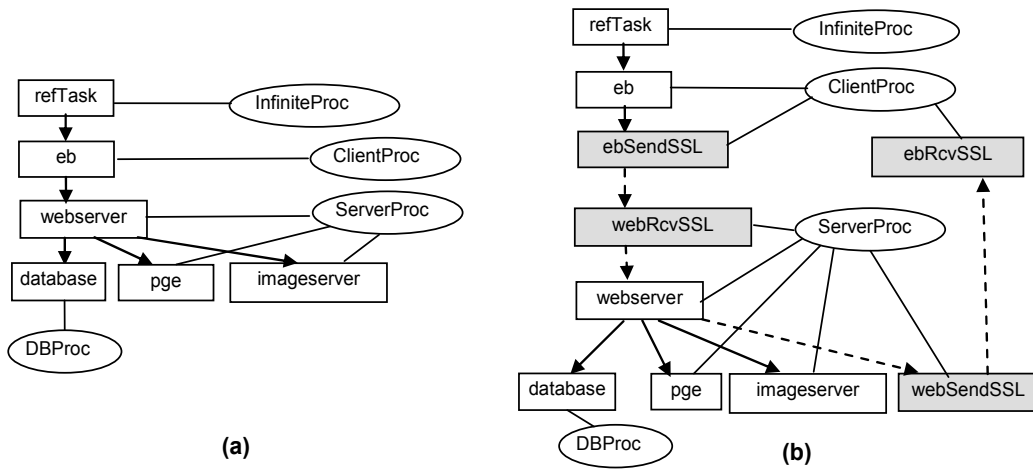 refTask
InfiniteProc
eb
ClientProc
webserver
ServerProc
database
pge
imageserver
DBProc
(a)
refTask
InfiniteProc
eb
ClientProc
ebSendSSL
ebRcvSSL
webRcvSSL
ServerProc
webserver
database
pge
imageserver
webSendSSL
DBProc
(b)